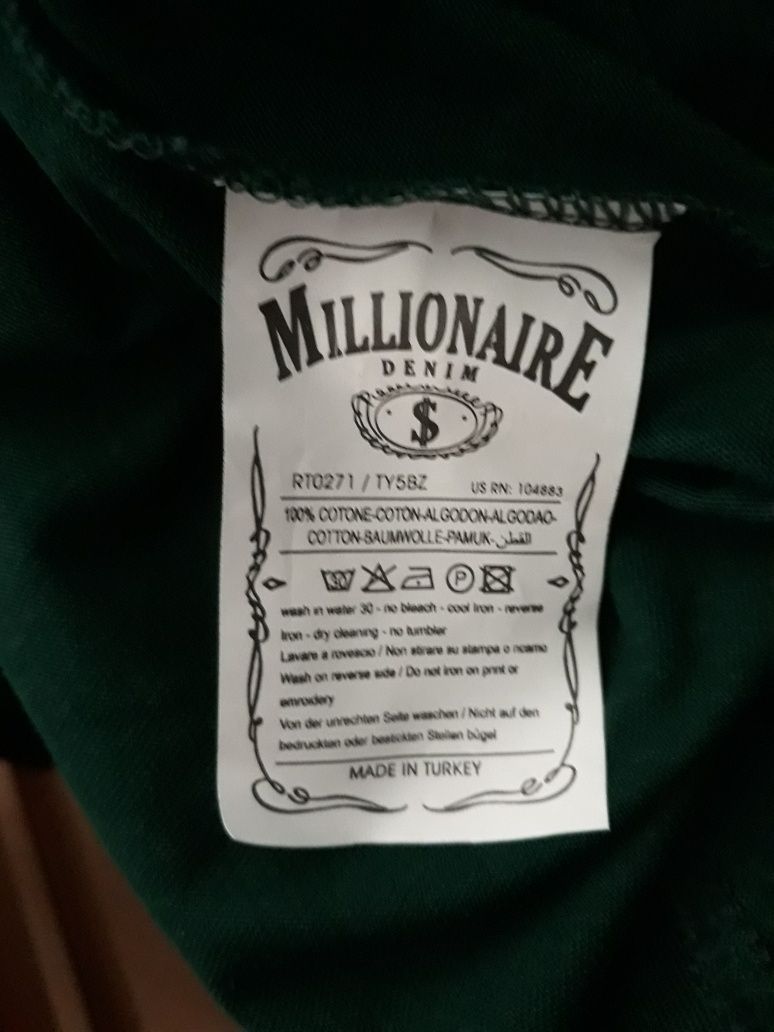 MILLIONAIRE
DENIM
$
RT0271 / TY5BZ US RN: 104883
100% COTONE-COTON-ALGODON-ALGODAO-
COTTON-BAUMWOLLE-PAMUK-القطن
30 P
wash in water 30 - no bleach - cool iron - reverse
iron - dry cleaning - no tumbler
Lavare a rovescio / Non stirare su stampa o ricamo
Wash on reverse side / Do not iron on print or
emroidery
Von der unrechten Seite waschen / Nicht auf den
bedruckten oder bestickten Stellen bügel
MADE IN TURKEY